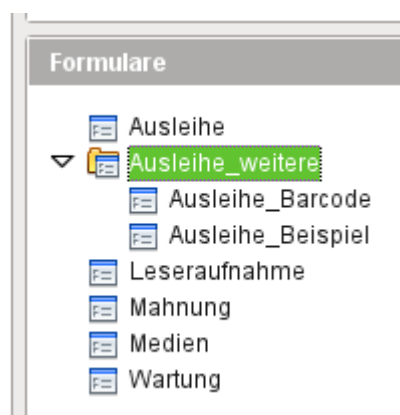 Formulare
Ausleihe
Ausleihe_weitere
Ausleihe_Barcode
Ausleihe_Beispiel
Leseraufnahme
Mahnung
Medien
Wartung